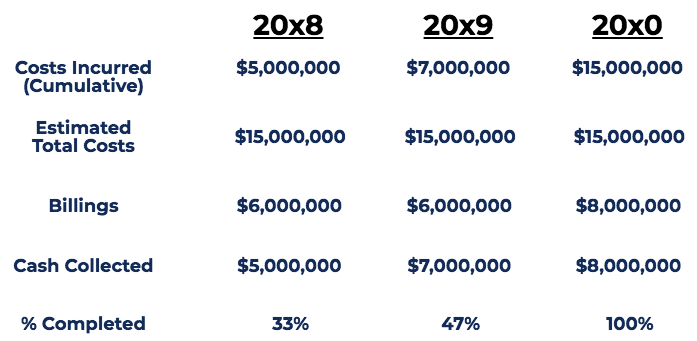 20x8 20x9 20x0
Costs Incurred
(Cumulative) $5,000,000 $7,000,000 $15,000,000
Estimated
Total Costs $15,000,000 $15,000,000 $15,000,000
Billings $6,000,000 $6,000,000 $8,000,000
Cash Collected $5,000,000 $7,000,000 $8,000,000
% Completed 33% 47% 100%